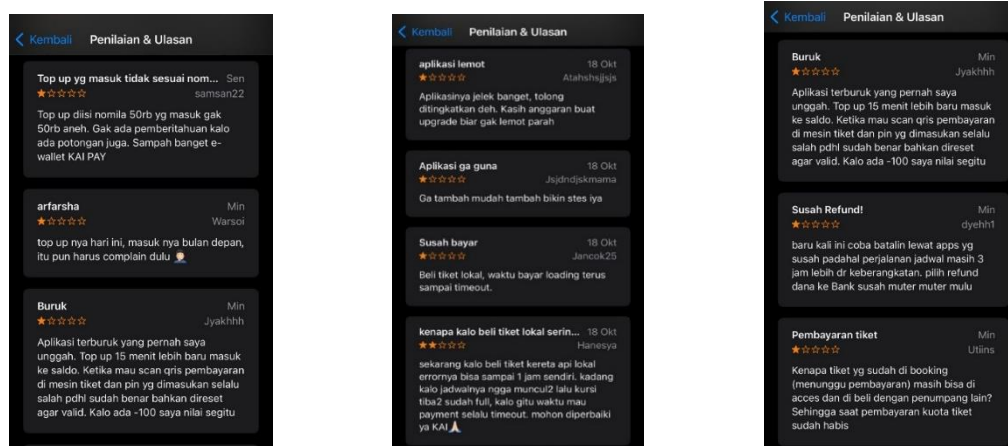 Kembali Penilaian & Ulasan
Top up yg masuk tidak sesuai nom... Sen
samsan22
Top up diisi nomila 50rb yg masuk gak
50rb aneh. Gak ada pemberitahuan kalo
ada potongan juga. Sampah banget e-
wallet KAI PAY
arfarsha Min
Warsoi
top up nya hari ini, masuk nya bulan depan,
itu pun harus complain dulu 🤦🏻‍♂️
Buruk Min
Jyakhhh
Aplikasi terburuk yang pernah saya
unggah. Top up 15 menit lebih baru masuk
ke saldo. Ketika mau scan qris pembayaran
di mesin tiket dan pin yg dimasukan selalu
salah pdhl sudah benar bahkan direset
agar valid. Kalo ada -100 saya nilai segitu
Kembali Penilaian & Ulasan
aplikasi lemot 18 Okt
Atahshsjjsjs
Aplikasinya jelek banget, tolong
ditingkatkan deh. Kasih anggaran buat
upgrade biar gak lemot parah
Aplikasi ga guna 18 Okt
Jsjdndjskmama
Ga tambah mudah tambah bikin stes iya
Susah bayar 18 Okt
Jancok25
Beli tiket lokal, waktu bayar loading terus
sampai timeout.
kenapa kalo beli tiket lokal serin... 18 Okt
Hanesya
sekarang kalo beli tiket kereta api lokal
errornya bisa sampai 1 jam sendiri. kadang
kalo jadwalnya ngga muncul2 lalu kursi
tiba2 sudah full, kalo gitu waktu mau
payment selalu timeout. mohon diperbaiki
ya KAI🙏🏻
Kembali Penilaian & Ulasan
Buruk Min
Jyakhhh
Aplikasi terburuk yang pernah saya
unggah. Top up 15 menit lebih baru masuk
ke saldo. Ketika mau scan qris pembayaran
di mesin tiket dan pin yg dimasukan selalu
salah pdhl sudah benar bahkan direset
agar valid. Kalo ada -100 saya nilai segitu
Susah Refund! Min
dyehh1
baru kali ini coba batalin lewat apps yg
susah padahal perjalanan jadwal masih 3
jam lebih dr keberangkatan. pilih refund
dana ke Bank susah muter muter mulu
Pembayaran tiket Min
Utiins
Kenapa tiket yg sudah di booking
(menunggu pembayaran) masih bisa di
acces dan di beli dengan penumpang lain?
Sehingga saat pembayaran kuota tiket
sudah habis